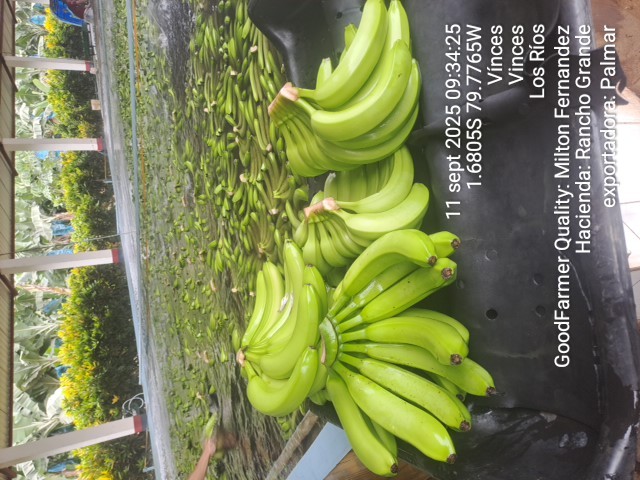 11 sept 2025 09:34:25
1.6805S 79.7765W
Vínces
Vinces
Los Ríos
GoodFarmer Quality: Milton Fernandez
Hacienda: Rancho Grande
exportadora: Palmar